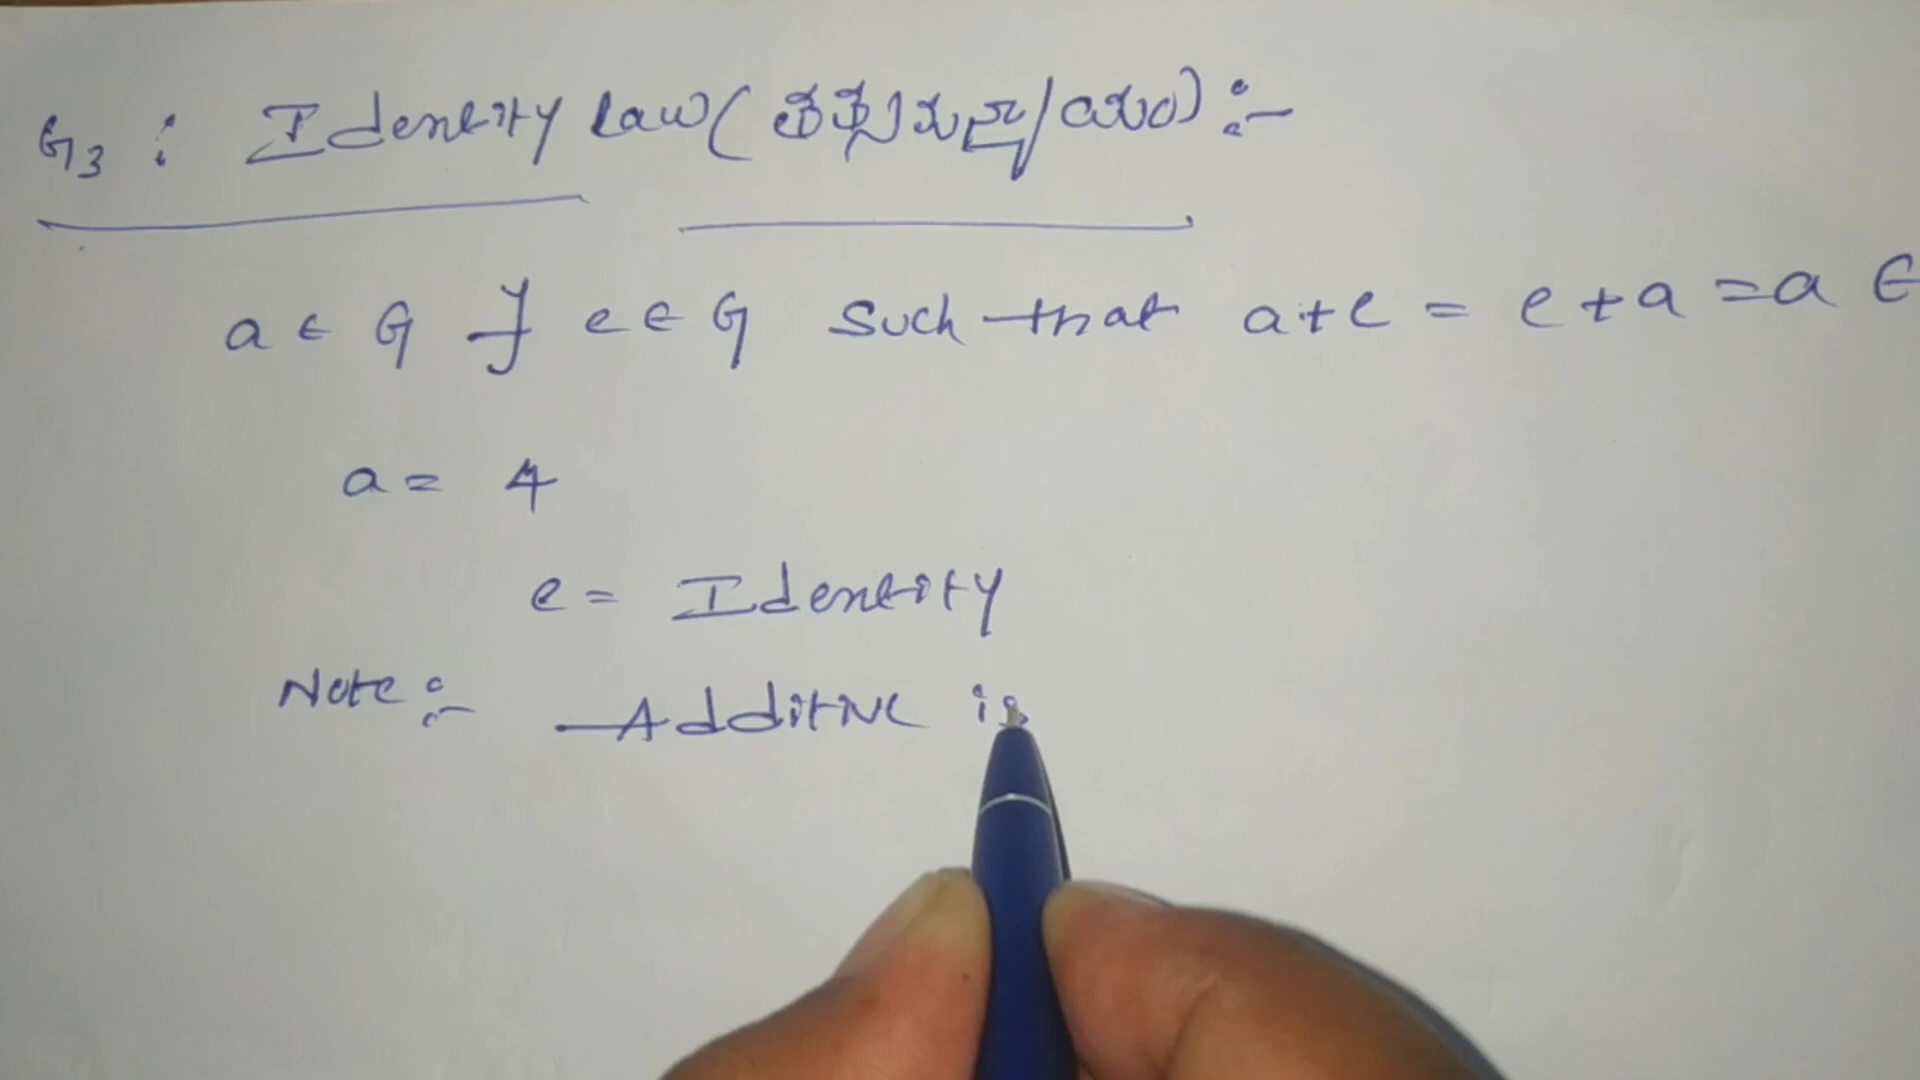 G3 : Identity law ( :-
a ∈ G ∃ e ∈ G such that a+e = e+a = a ∈
a = 4
e = Identity
Note :- Additive is